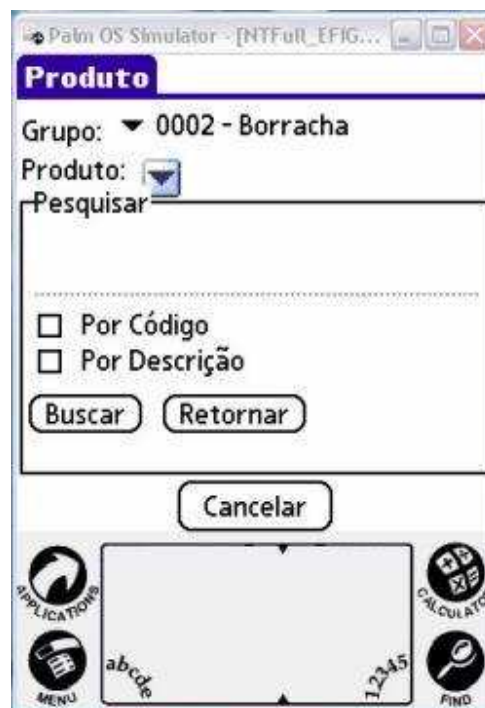 Palm OS Simulator - [NTFull_EFIG...
Produto
Grupo: 0002 - Borracha
Produto:
Pesquisar
Por Código
Por Descrição
Buscar Retornar
Cancelar
APPLICATIONS CALCULATOR
abcde 12345
MENU FIND